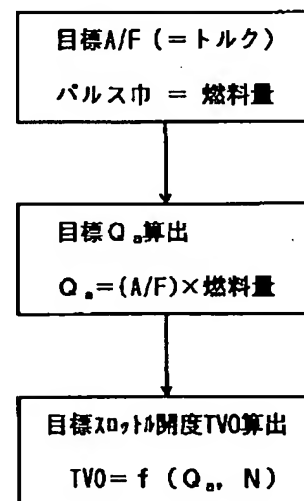 目標A/F(=トルク)
パルス巾 = 燃料量
目標Qa算出
Qa=(A/F)×燃料量
目標スロットル開度TVO算出
TVO= f (Qa, N)